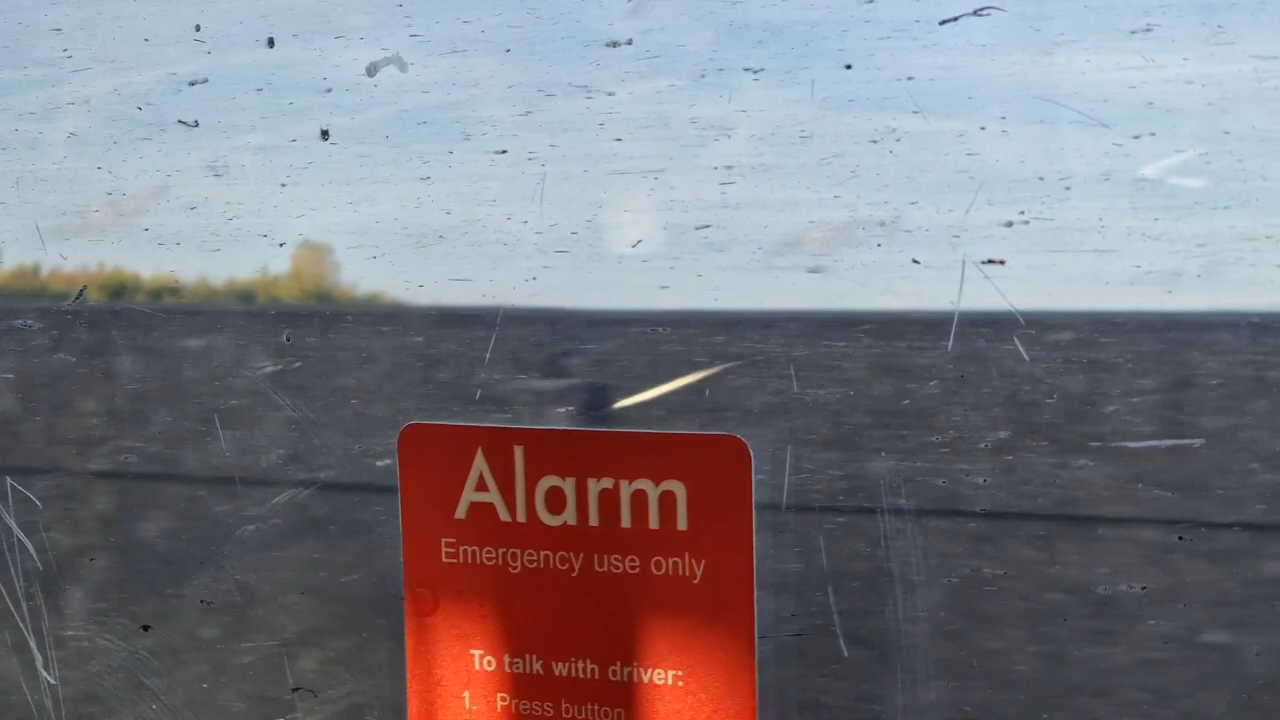 Alarm
Emergency use only
To talk with driver:
1. Press button